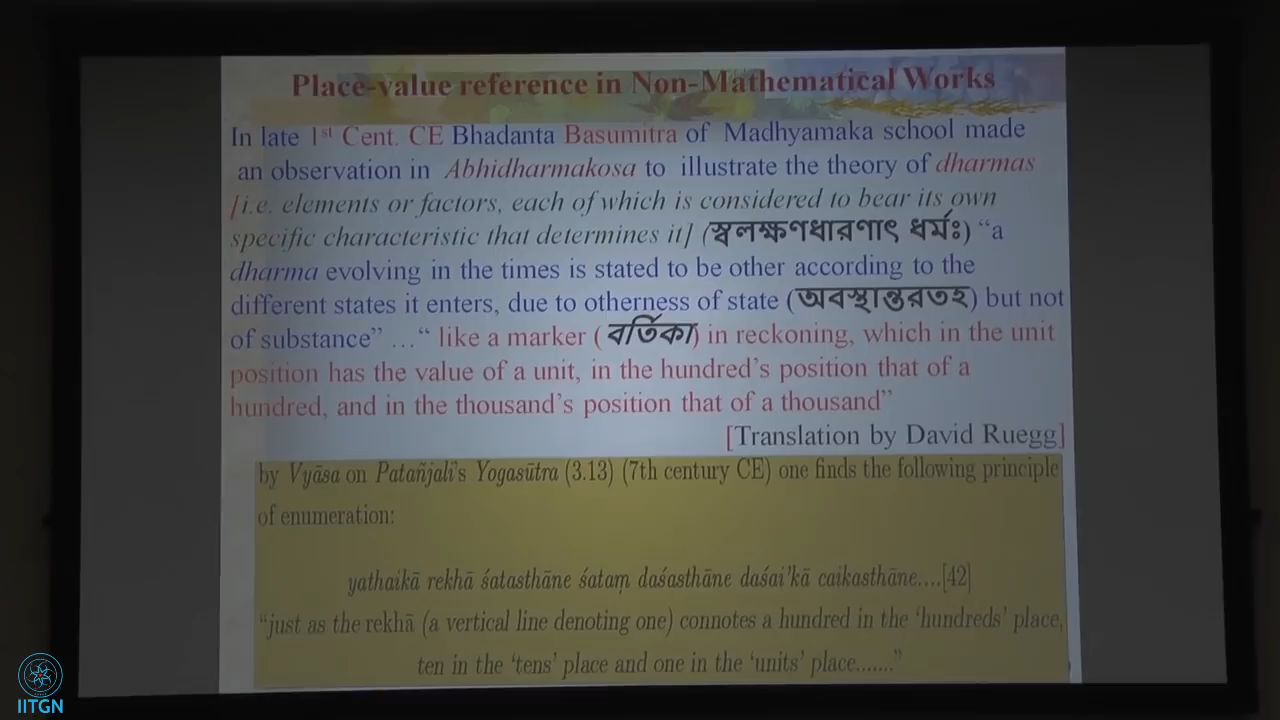 Place-value reference in Non-Mathematical Works
In late 1st Cent. CE Bhadanta Basumitra of Madhyamaka school made
an observation in Abhidharmakosa to illustrate the theory of dharmas
[i.e. elements or factors, each of which is considered to bear its own
specific characteristic that determines it] (স্বলক্ষণধারণাৎ ধর্মঃ) “a
dharma evolving in the times is stated to be other according to the
different states it enters, due to otherness of state (অবস্থান্তরতহ) but not
of substance” …“ like a marker ( বর্তিকা) in reckoning, which in the unit
position has the value of a unit, in the hundred’s position that of a
hundred, and in the thousand’s position that of a thousand”
[Translation by David Ruegg]
by Vyāsa on Patañjali's Yogasūtra (3.13) (7th century CE) one finds the following principle
of enumeration:
yathaikā rekhā śatasthāne śataṃ daśasthāne daśai’kā caikasthāne....[42]
“just as the rekhā (a vertical line denoting one) connotes a hundred in the ‘hundreds’ place,
ten in the ‘tens’ place and one in the ‘units’ place.......”
IITGN